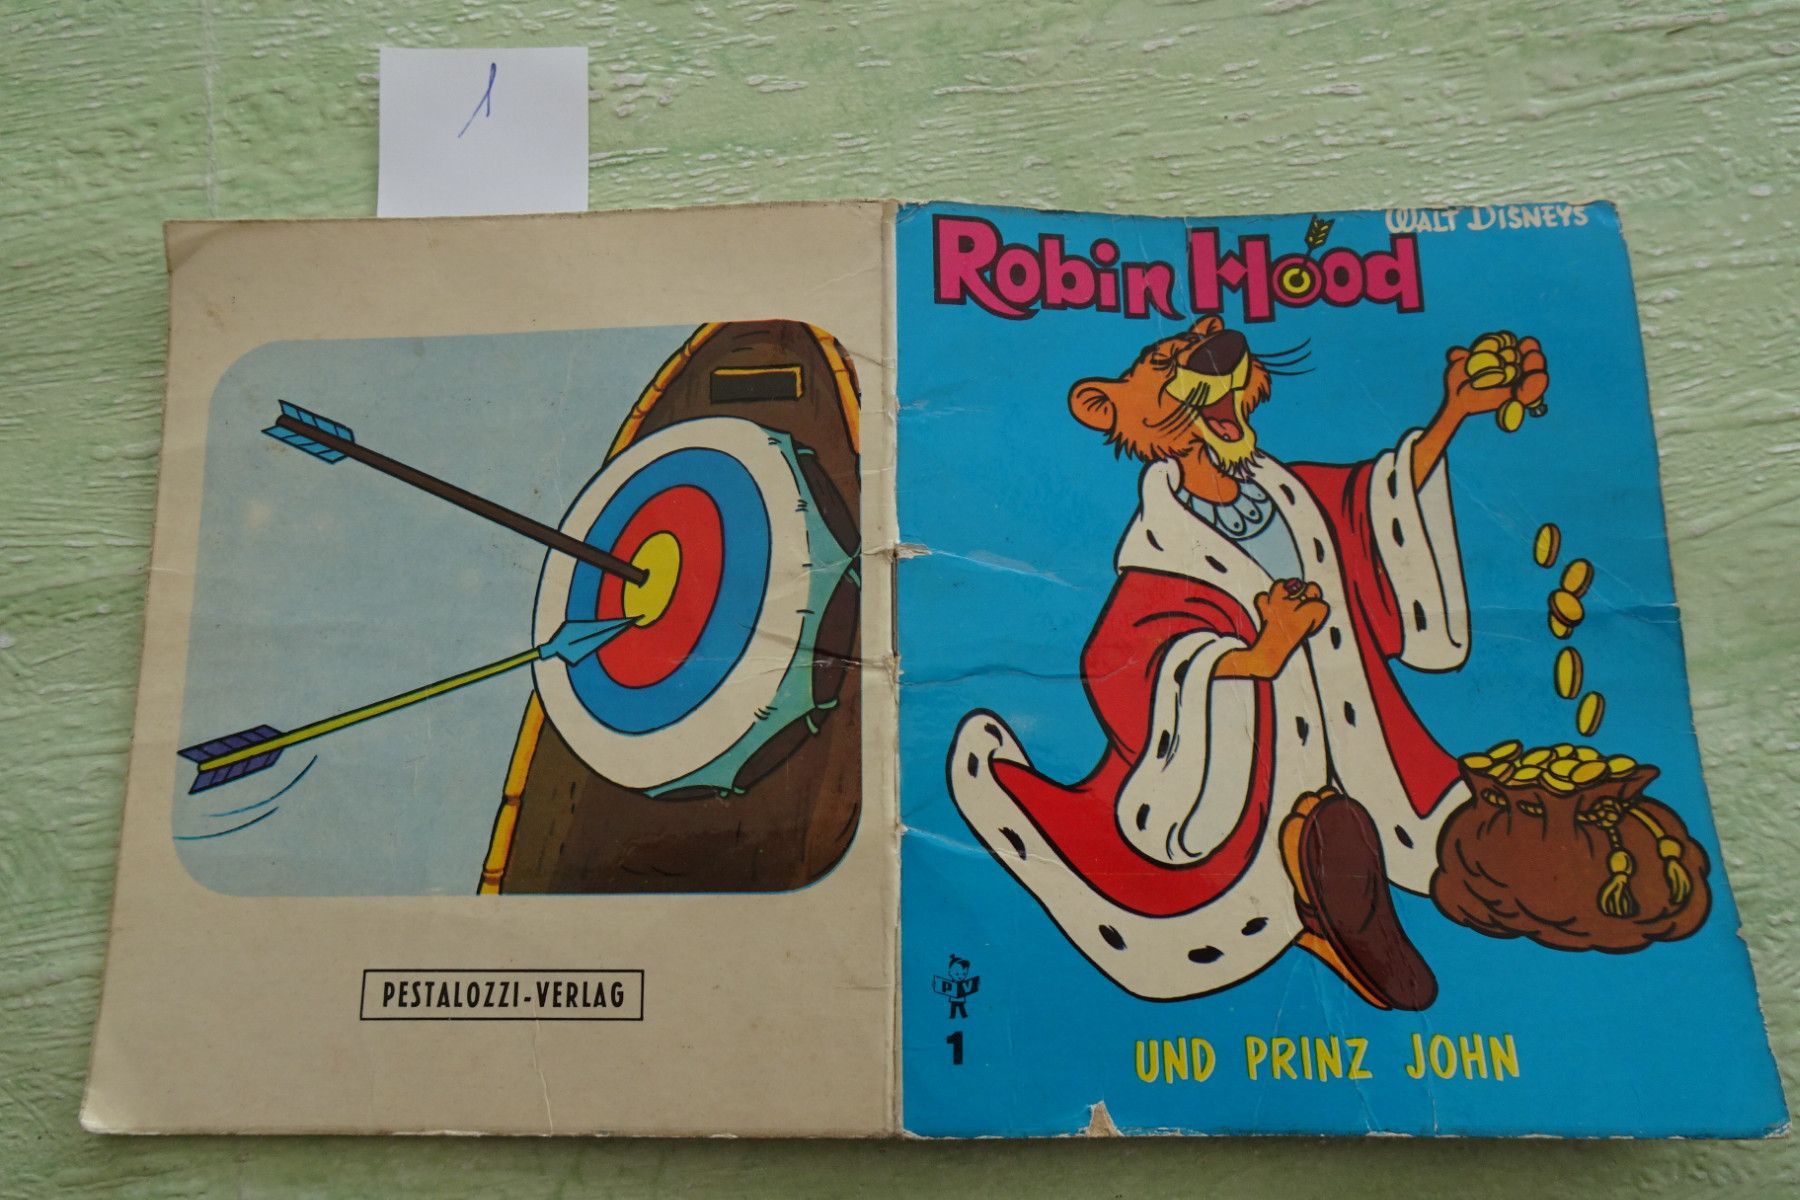 1
WALT DISNEYS
Robin Hood
PV
1
UND PRINZ JOHN
PESTALOZZI-VERLAG